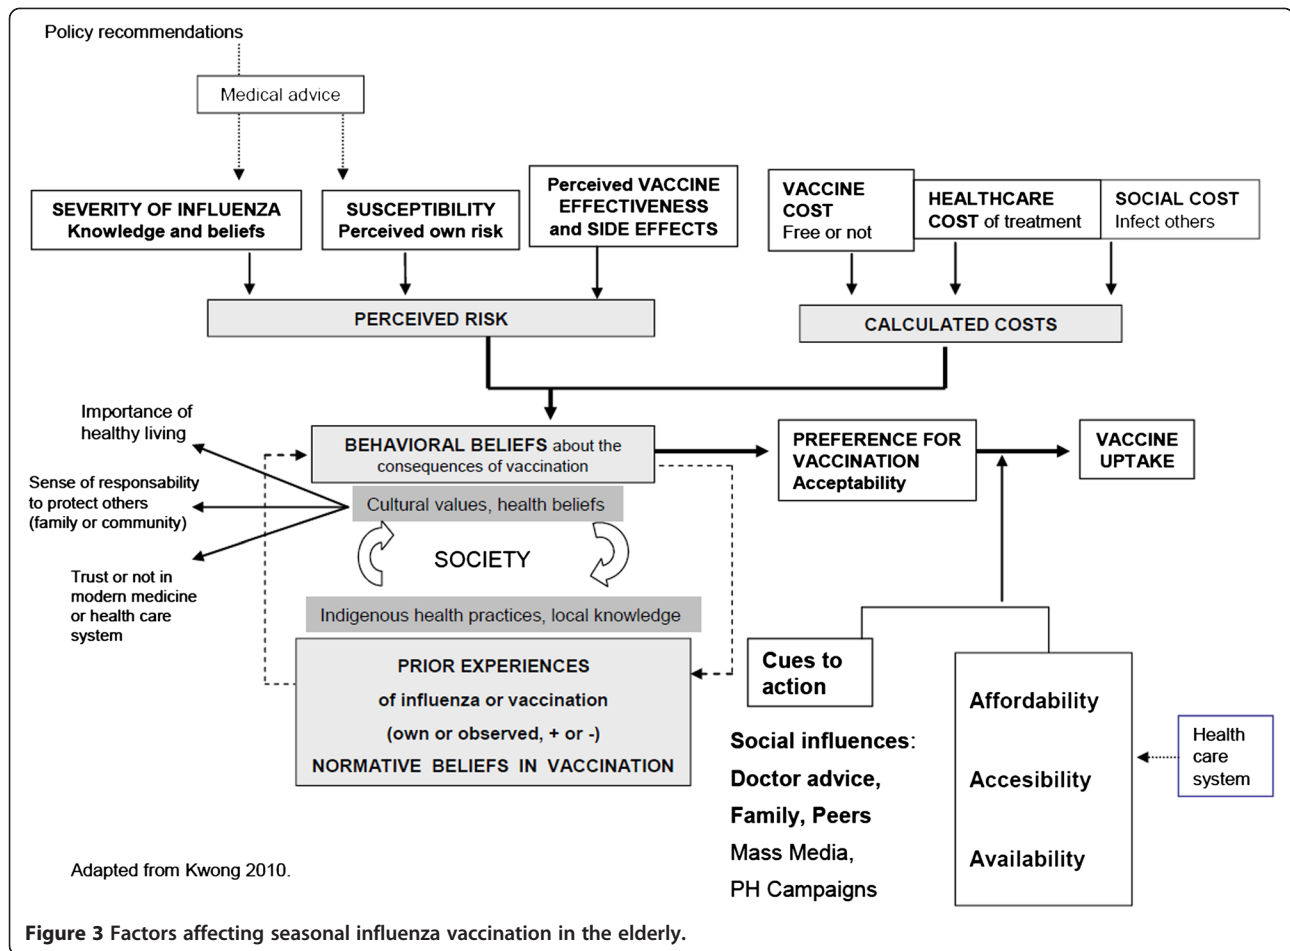 Policy recommendations
Medical advice
SEVERITY OF INFLUENZA
Knowledge and beliefs
SUSCEPTIBILITY
Perceived own risk
Perceived VACCINE
EFFECTIVENESS
and SIDE EFFECTS
VACCINE
COST
Free or not
HEALTHCARE
COST of treatment
SOCIAL COST
Infect others
PERCEIVED RISK
CALCULATED COSTS
Importance of
healthy living
Sense of responsability
to protect others
(family or community)
Trust or not in
modern medicine
or health care
system
BEHAVIORAL BELIEFS about the
consequences of vaccination
Cultural values, health beliefs
SOCIETY
Indigenous health practices, local knowledge
PRIOR EXPERIENCES
of influenza or vaccination
(own or observed, + or -)
NORMATIVE BELIEFS IN VACCINATION
PREFERENCE FOR
VACCINATION
Acceptability
VACCINE
UPTAKE
Cues to
action
Social influences:
Doctor advice,
Family, Peers
Mass Media,
PH Campaigns
Affordability
Accesibility
Availability
Health
care
system
Adapted from Kwong 2010.
Figure 3 Factors affecting seasonal influenza vaccination in the elderly.